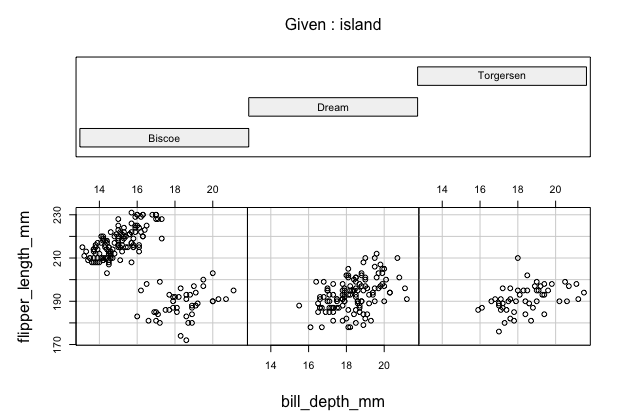 Given : island
Torgersen
Dream
Biscoe
14 16 18 20 14 16 18 20
flipper_length_mm
230
210
190
170
14 16 18 20
bill_depth_mm